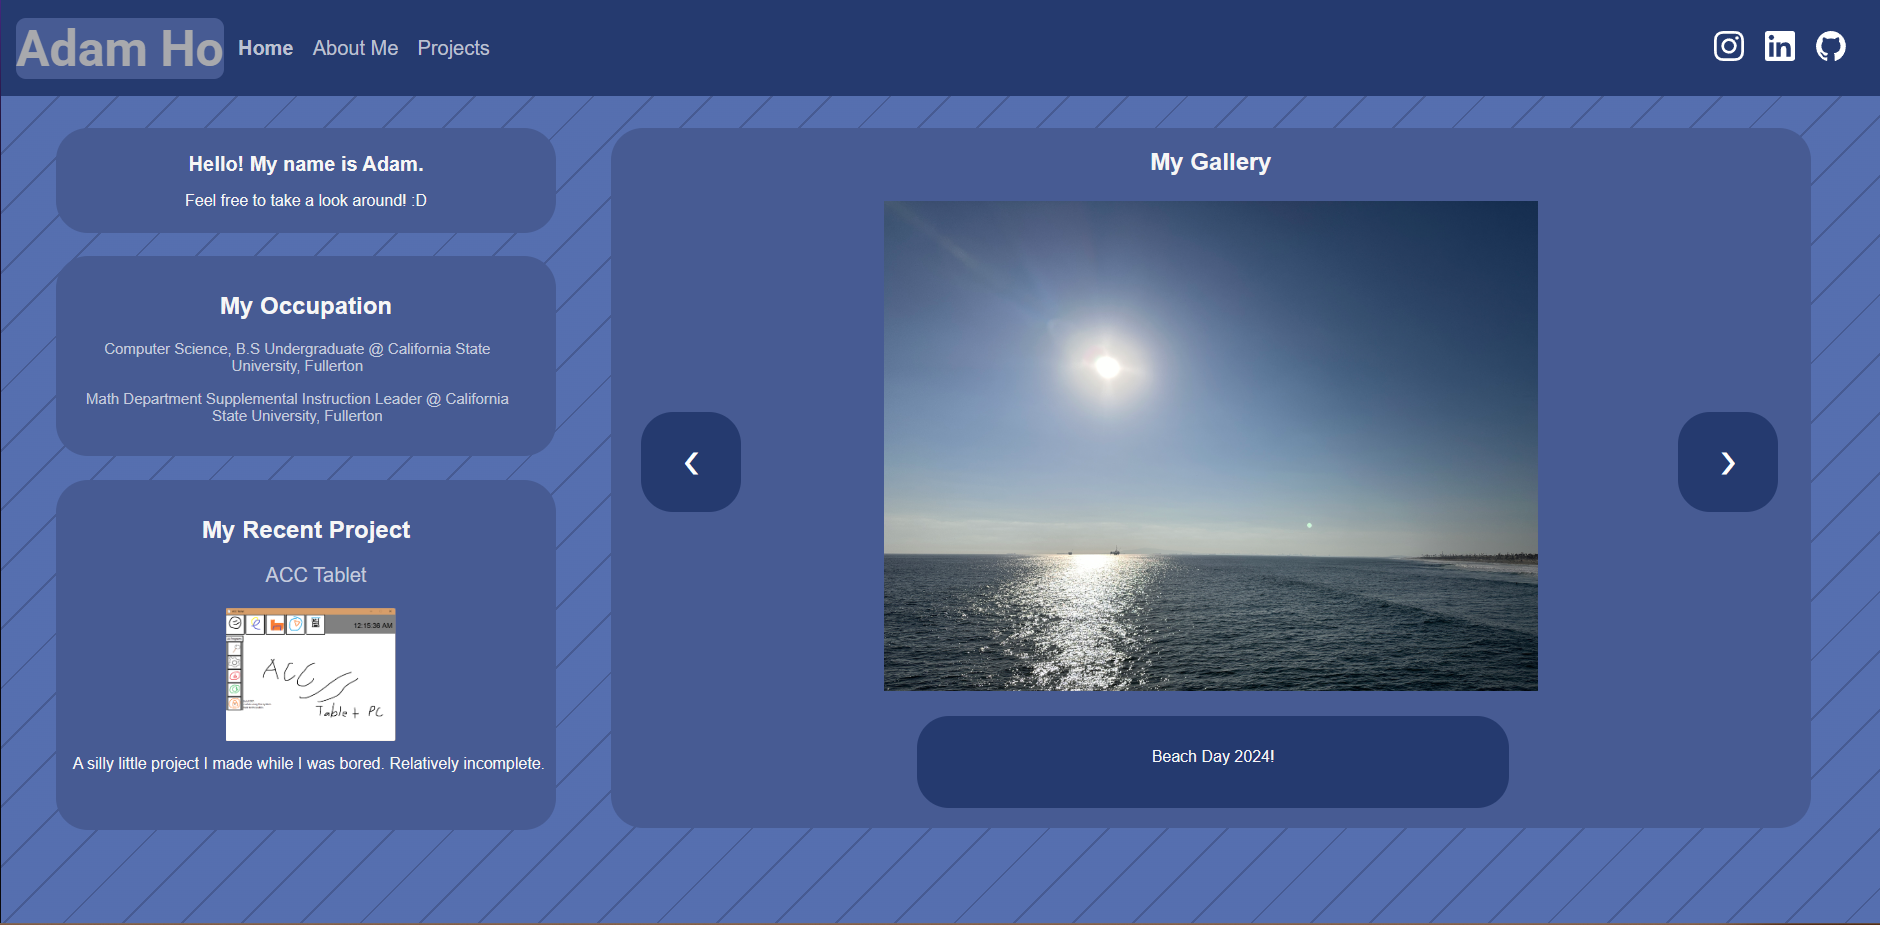 Adam Ho Home About Me Projects
Hello! My name is Adam.
Feel free to take a look around! :D
My Occupation
Computer Science, B.S Undergraduate @ California State
University, Fullerton
Math Department Supplemental Instruction Leader @ California
State University, Fullerton
My Recent Project
ACC Tablet
12:15:36 AM
ACC
Tablet PC
A silly little project I made while I was bored. Relatively incomplete.
My Gallery
Beach Day 2024!